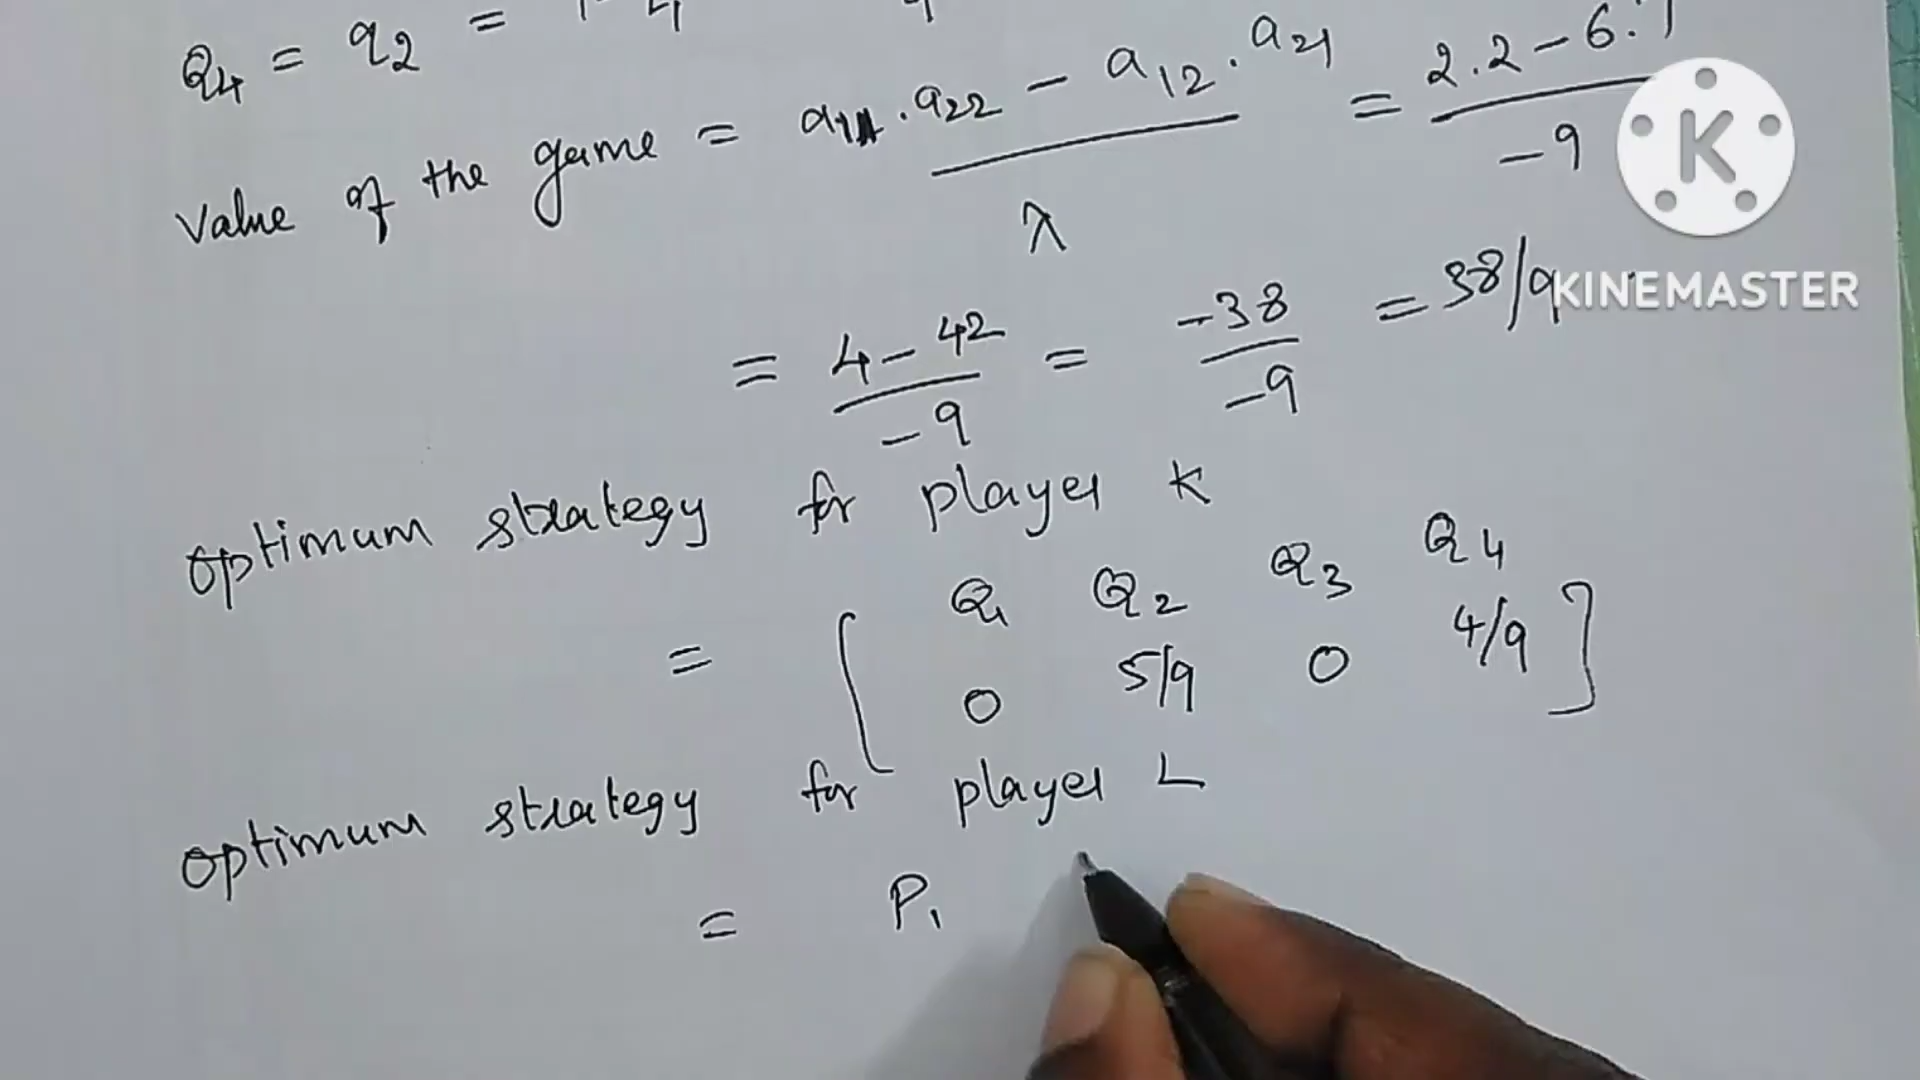 Q4 = q2 =
Value of the game = a11 . a22 - a12 . a21 / λ = 2.2 - 6.7 / -9
= 4 - 42 / -9 = -38 / -9 = 38/9
optimum strategy for player K
Q1 Q2 Q3 Q4
= [ 0 5/9 0 4/9 ]
optimum strategy for player L
= P1
K
KINEMASTER